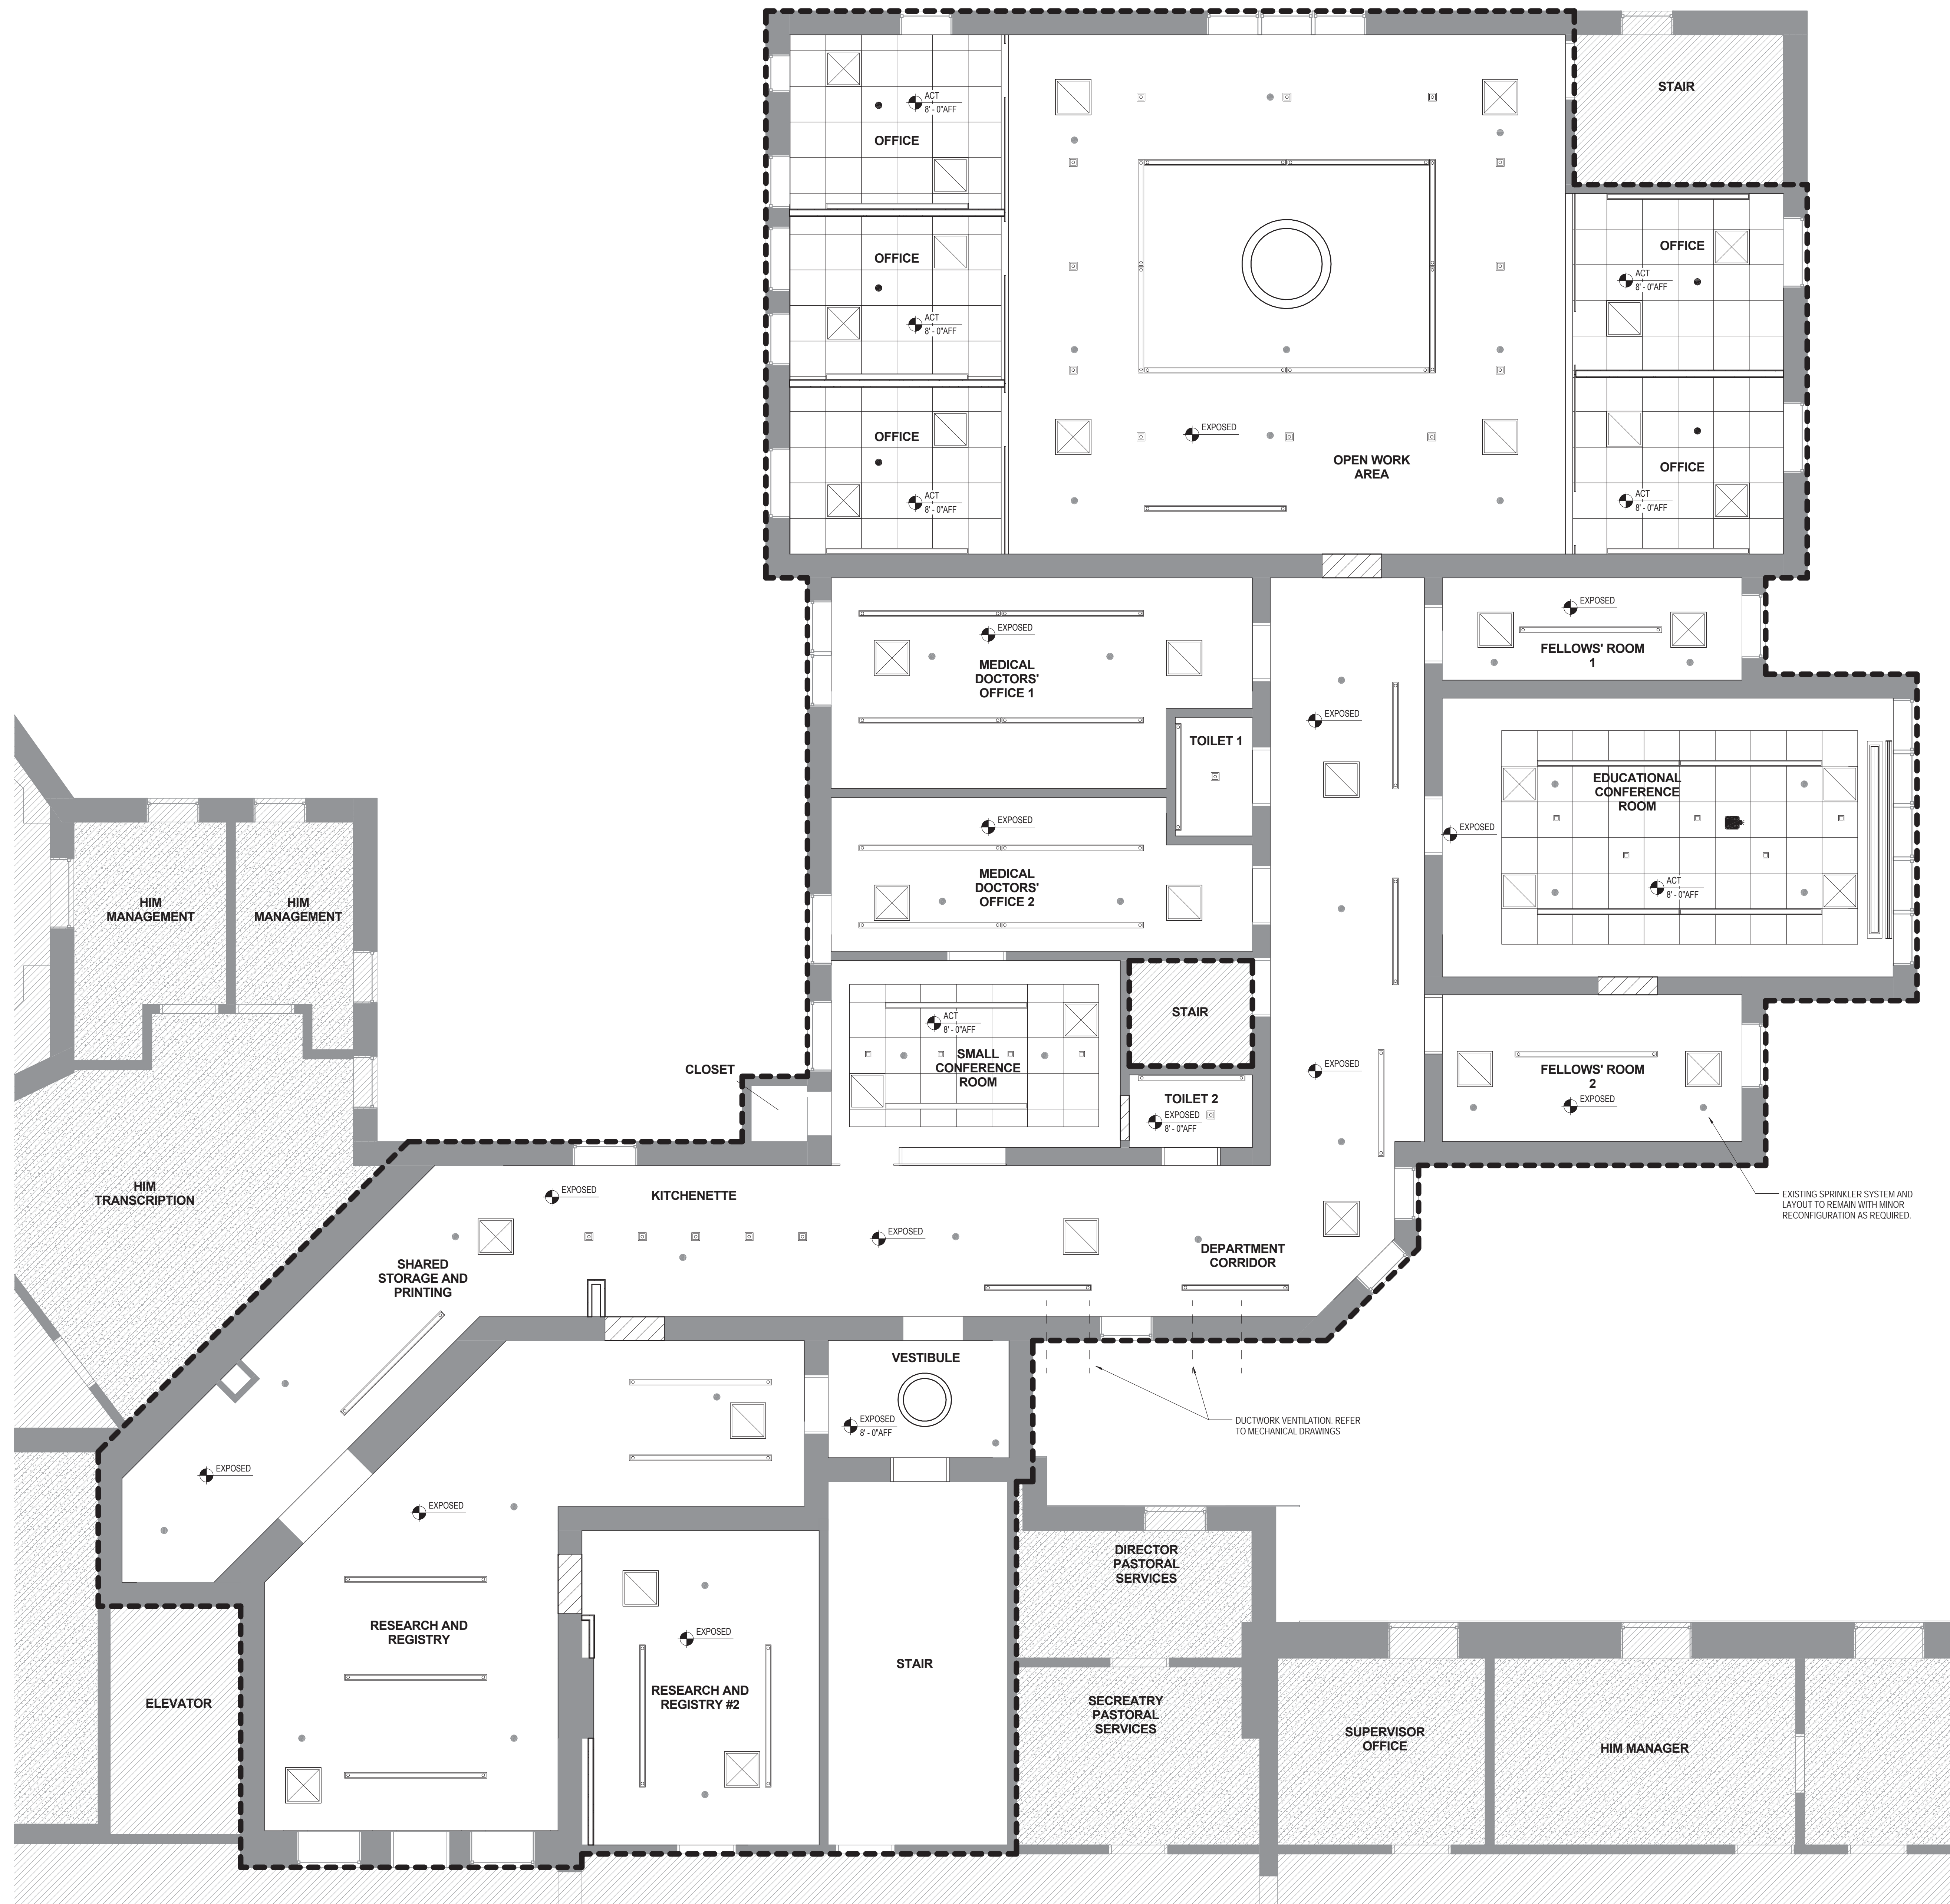 STAIR
ACT
8' - 0"AFF
OFFICE
OFFICE
ACT
8' - 0"AFF
OFFICE
ACT
8' - 0"AFF
OFFICE
ACT
8' - 0"AFF
EXPOSED
OPEN WORK
AREA
OFFICE
ACT
8' - 0"AFF
EXPOSED
MEDICAL
DOCTORS'
OFFICE 1
EXPOSED
FELLOWS' ROOM
1
EXPOSED
TOILET 1
EDUCATIONAL
CONFERENCE
ROOM
EXPOSED
ACT
8' - 0"AFF
EXPOSED
MEDICAL
DOCTORS'
OFFICE 2
HIM
MANAGEMENT
HIM
MANAGEMENT
ACT
8' - 0"AFF
SMALL
CONFERENCE
ROOM
STAIR
CLOSET
TOILET 2
EXPOSED
8' - 0"AFF
EXPOSED
FELLOWS' ROOM
2
EXPOSED
EXISTING SPRINKLER SYSTEM AND
LAYOUT TO REMAIN WITH MINOR
RECONFIGURATION AS REQUIRED.
HIM
TRANSCRIPTION
EXPOSED
KITCHENETTE
EXPOSED
DEPARTMENT
CORRIDOR
SHARED
STORAGE AND
PRINTING
VESTIBULE
EXPOSED
8' - 0"AFF
DUCTWORK VENTILATION. REFER
TO MECHANICAL DRAWINGS
EXPOSED
EXPOSED
DIRECTOR
PASTORAL
SERVICES
RESEARCH AND
REGISTRY
EXPOSED
STAIR
ELEVATOR
RESEARCH AND
REGISTRY #2
SECREATRY
PASTORAL
SERVICES
SUPERVISOR
OFFICE
HIM MANAGER